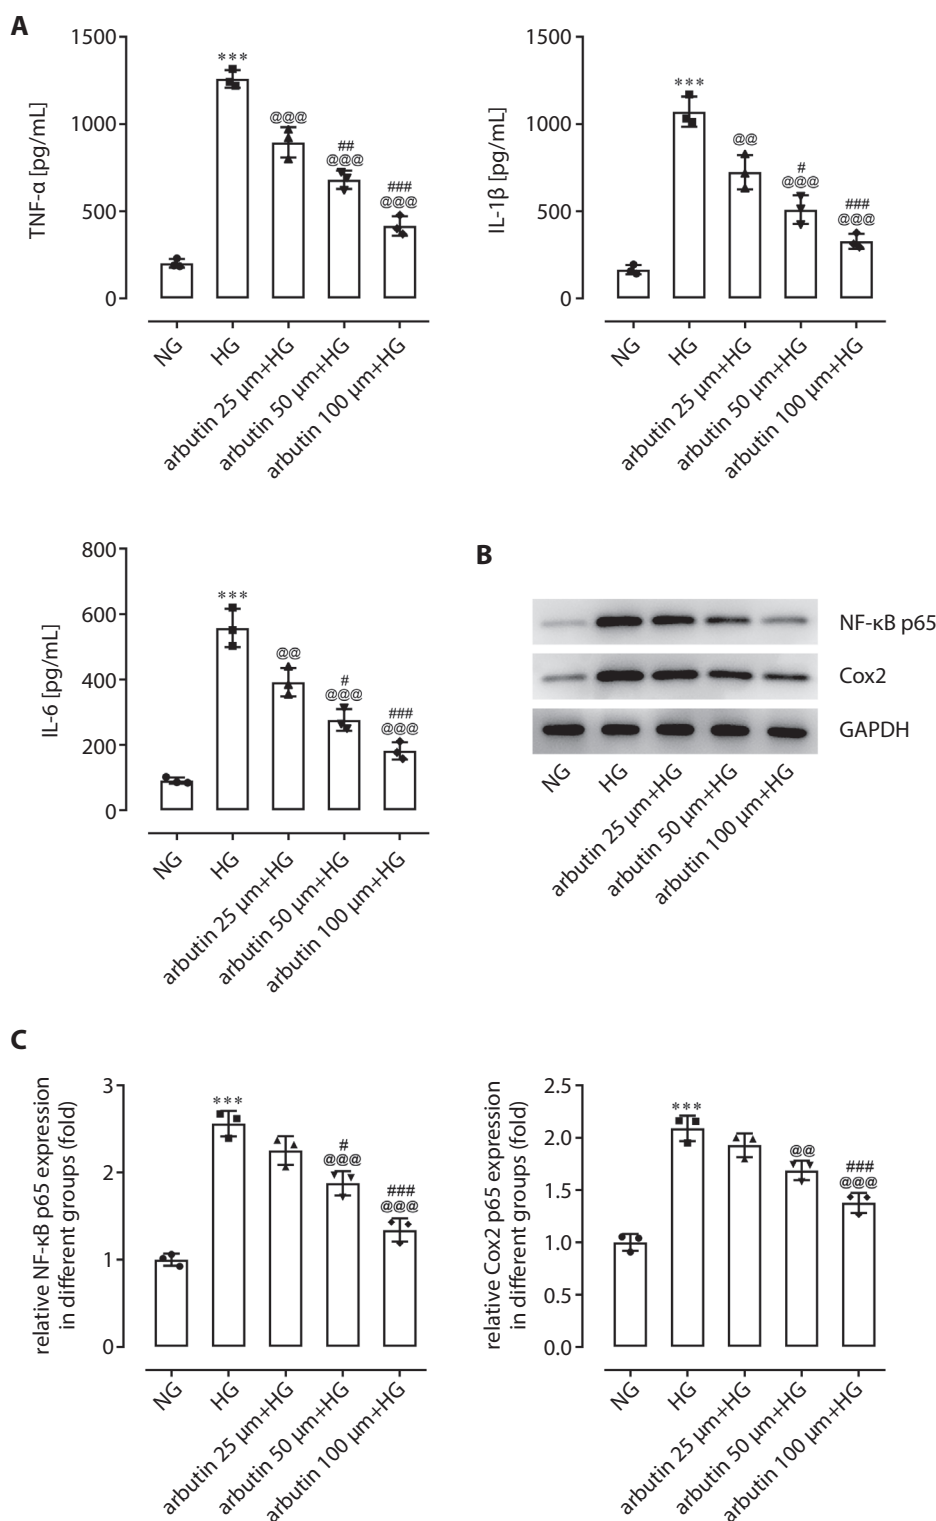 A
TNF-α [pg/mL]
1500
1000
500
0
***
@@@
##
@@@
###
@@@
NG
HG
arbutin 25 μm+HG
arbutin 50 μm+HG
arbutin 100 μm+HG
IL-1β [pg/mL]
1500
1000
500
0
***
@@
#
@@@
###
@@@
NG
HG
arbutin 25 μm+HG
arbutin 50 μm+HG
arbutin 100 μm+HG
IL-6 [pg/mL]
800
600
400
200
0
***
@@
#
@@@
###
@@@
NG
HG
arbutin 25 μm+HG
arbutin 50 μm+HG
arbutin 100 μm+HG
B
NF-κB p65
Cox2
GAPDH
NG
HG
arbutin 25 μm+HG
arbutin 50 μm+HG
arbutin 100 μm+HG
C
relative NF-κB p65 expression
in different groups (fold)
3
2
1
0
***
#
@@@
###
@@@
NG
HG
arbutin 25 μm+HG
arbutin 50 μm+HG
arbutin 100 μm+HG
relative Cox2 p65 expression
in different groups (fold)
2.5
2.0
1.5
1.0
0.5
0.0
***
@@
###
@@@
NG
HG
arbutin 25 μm+HG
arbutin 50 μm+HG
arbutin 100 μm+HG